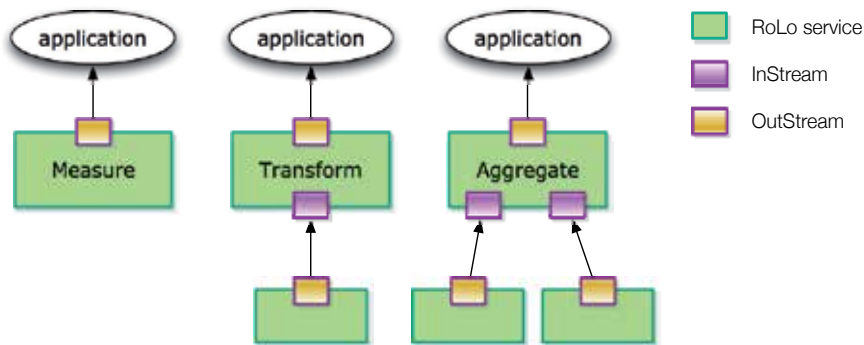 application
application
application
RoLo service
InStream
OutStream
Measure
Transform
Aggregate